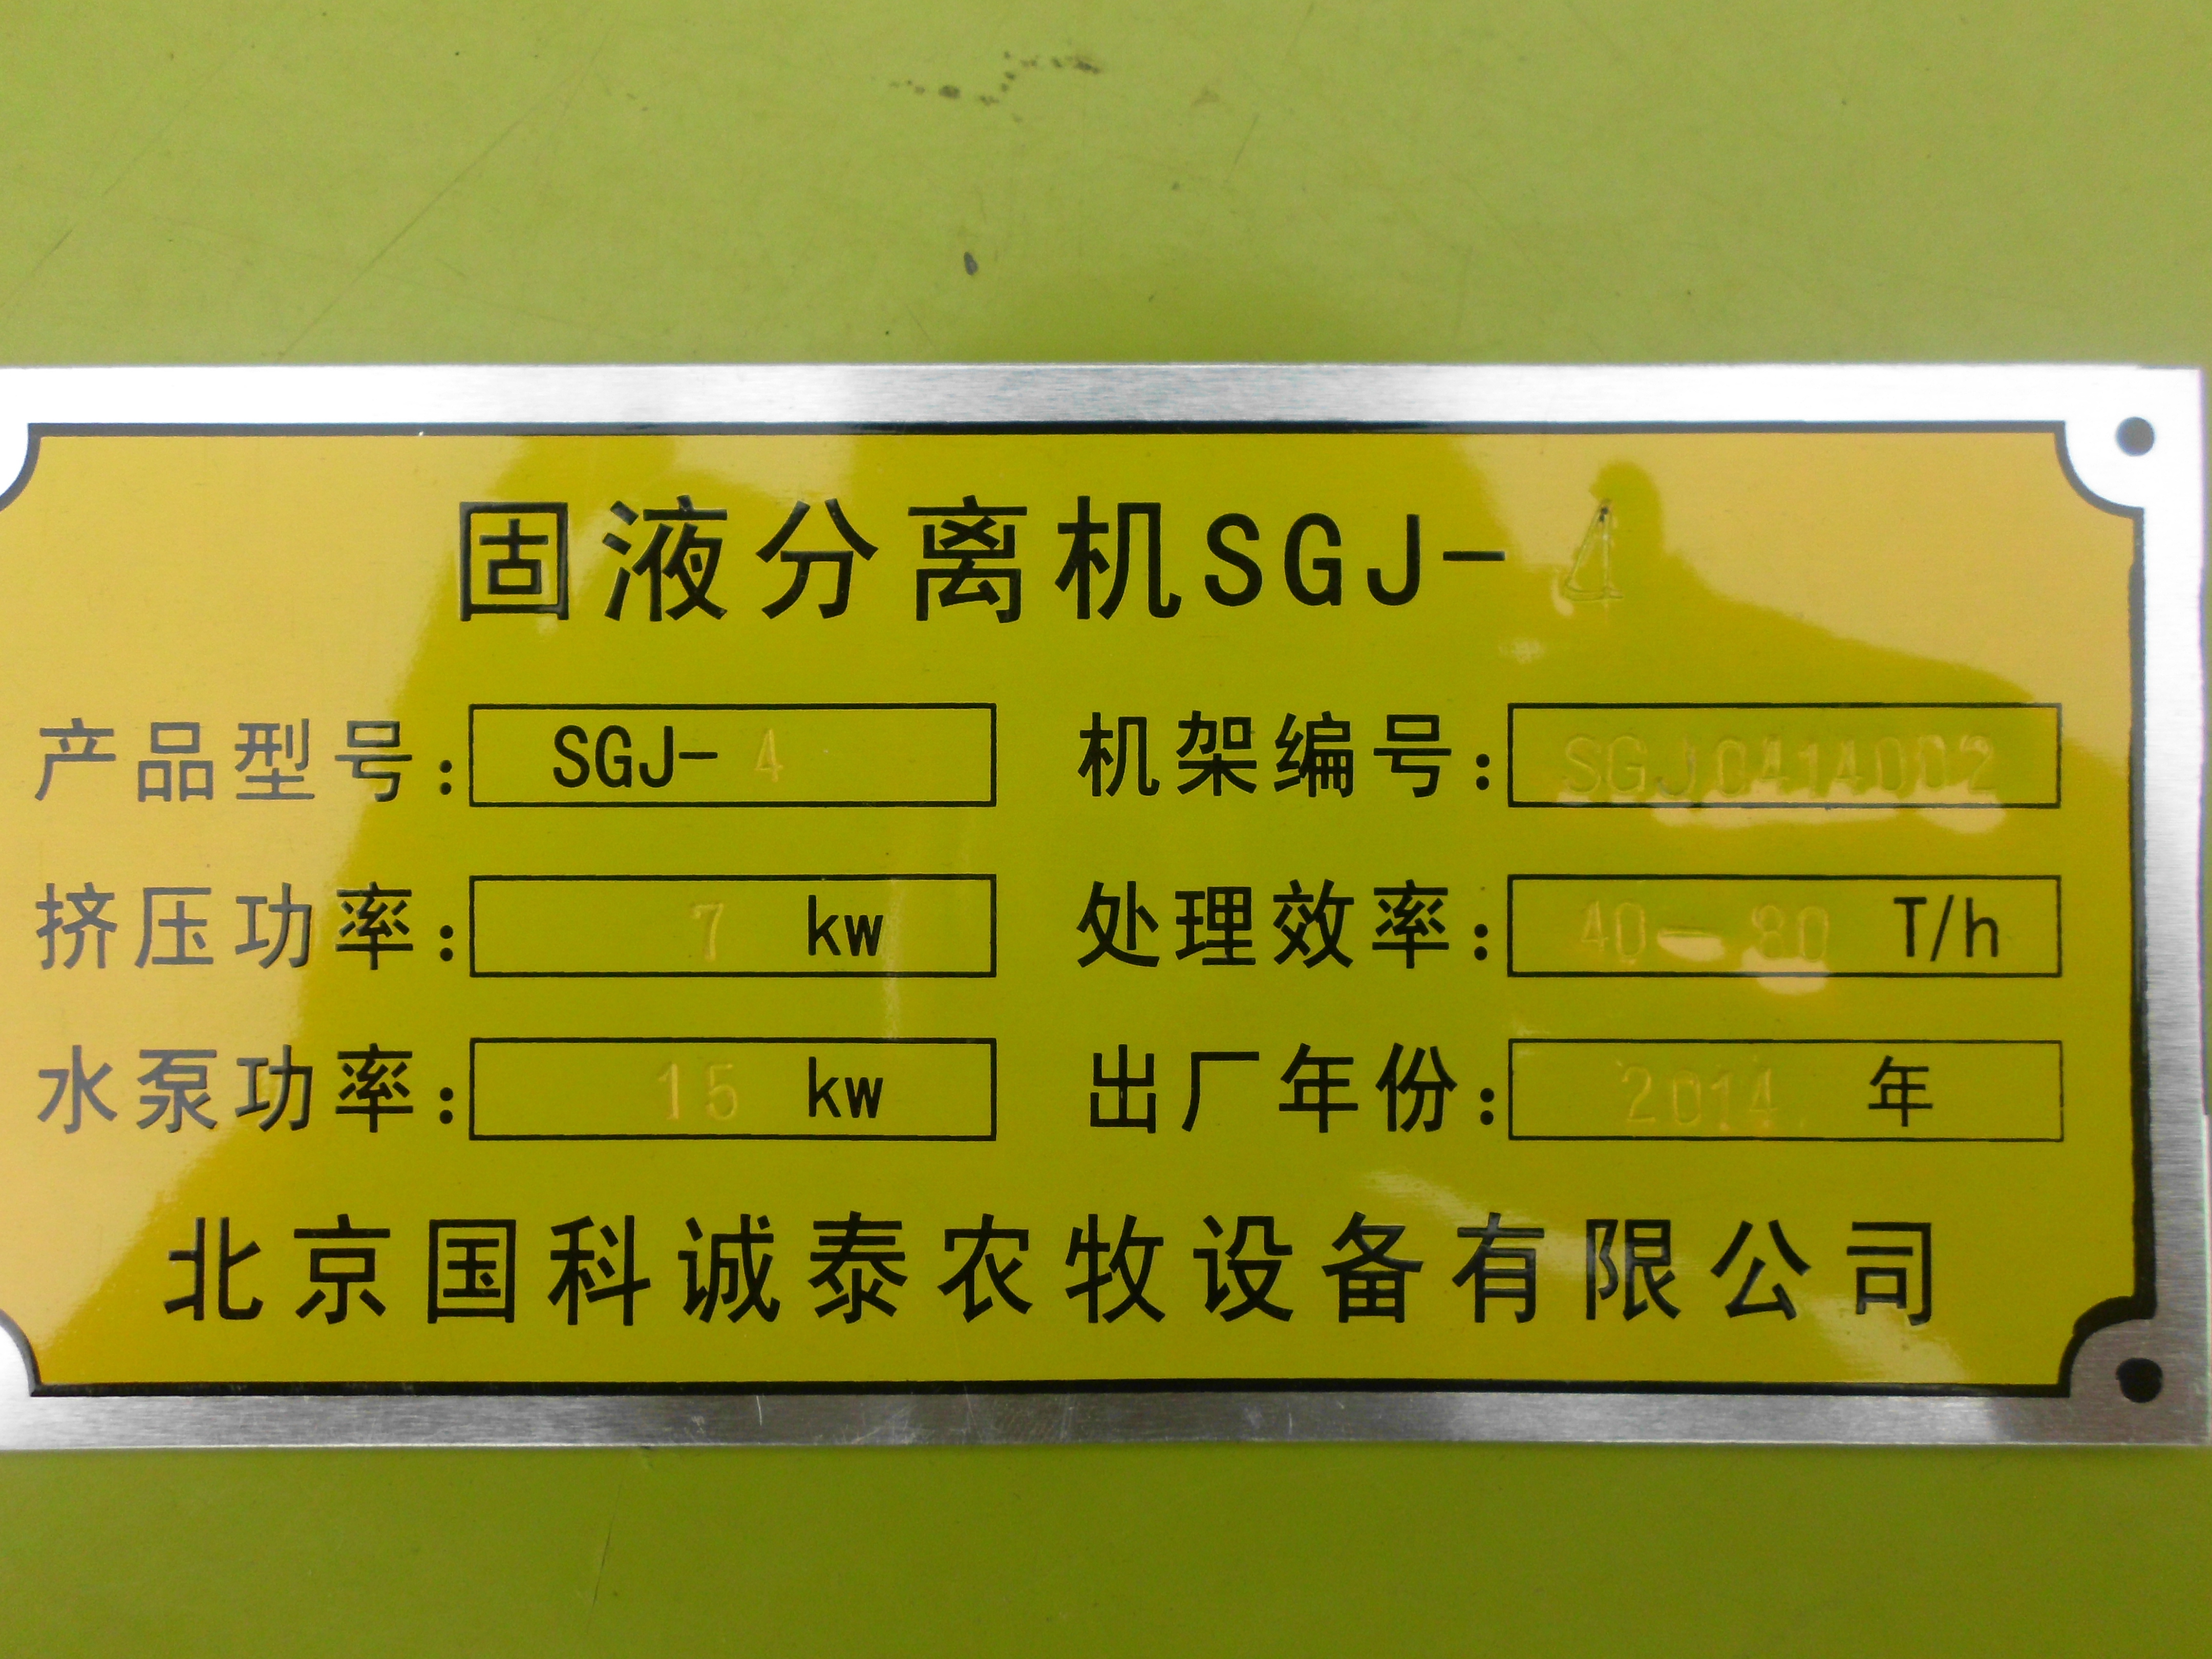 固液分离机SGJ-4
产品型号：SGJ-4 机架编号：SGJ0414002
挤压功率：7 kw 处理效率：40-80 T/h
水泵功率：15 kw 出厂年份：2014 年
北京国科诚泰农牧设备有限公司